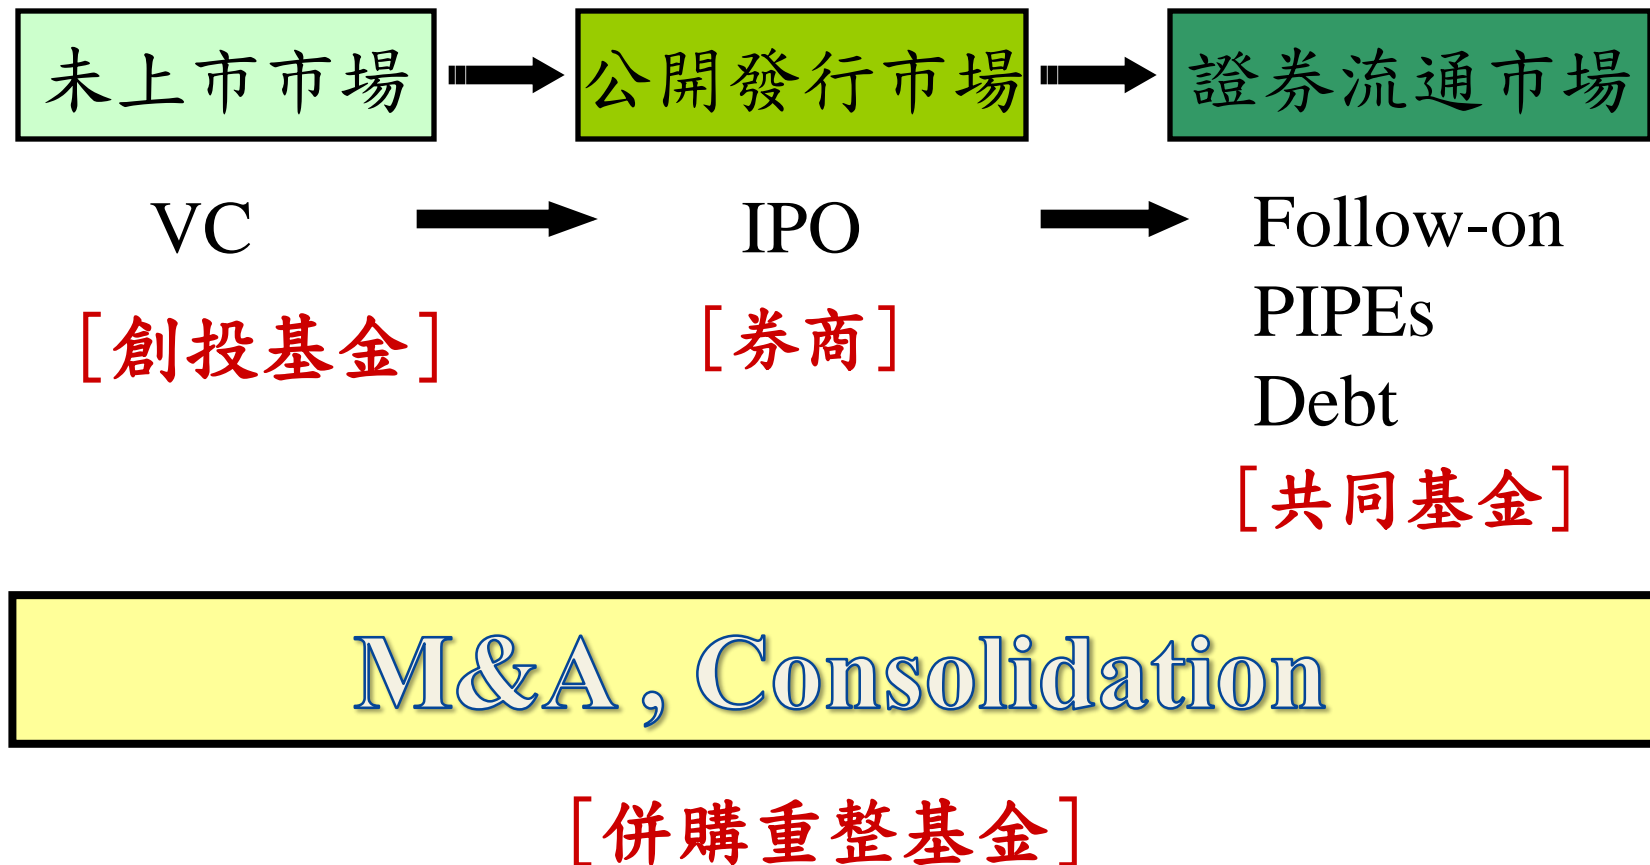 未上市市場
公開發行市場
證券流通市場
VC
IPO
Follow-on
PIPEs
Debt
[創投基金]
[券商]
[共同基金]
M&A , Consolidation
[併購重整基金]